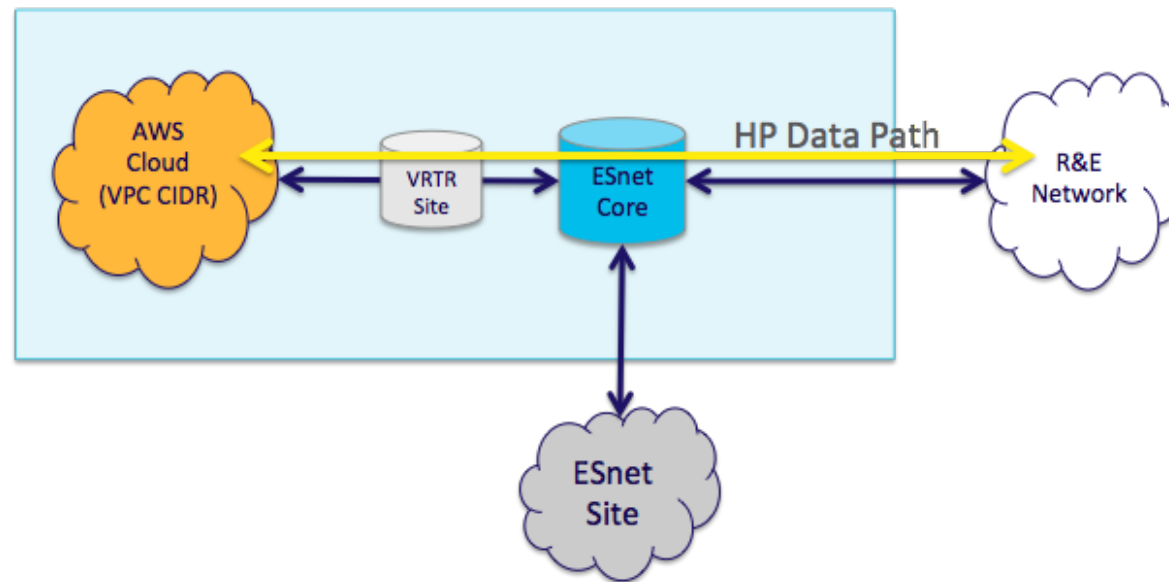 AWS
Cloud
(VPC CIDR)
VRTR
Site
ESnet
Core
HP Data Path
R&E
Network
ESnet
Site